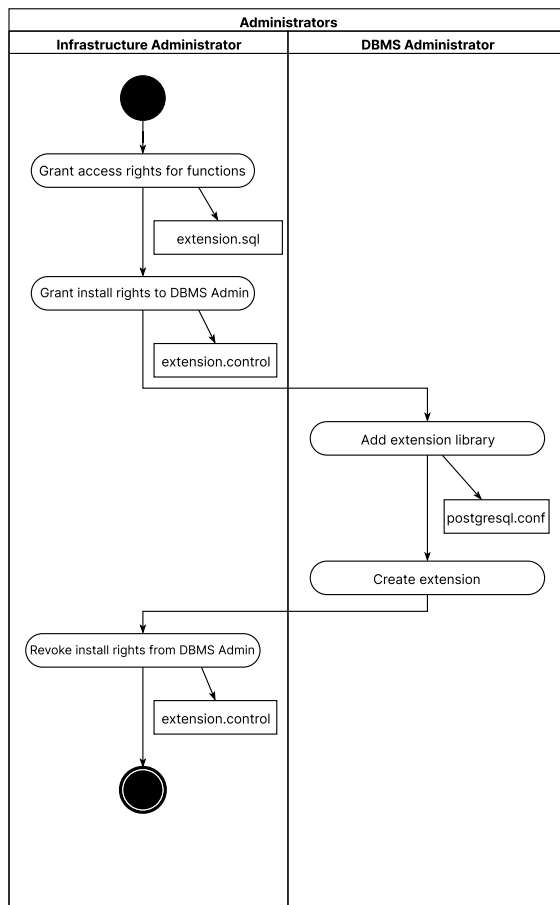 Administrators
Infrastructure Administrator
DBMS Administrator
Grant access rights for functions
extension.sql
Grant install rights to DBMS Admin
extension.control
Add extension library
postgresql.conf
Create extension
Revoke install rights from DBMS Admin
extension.control